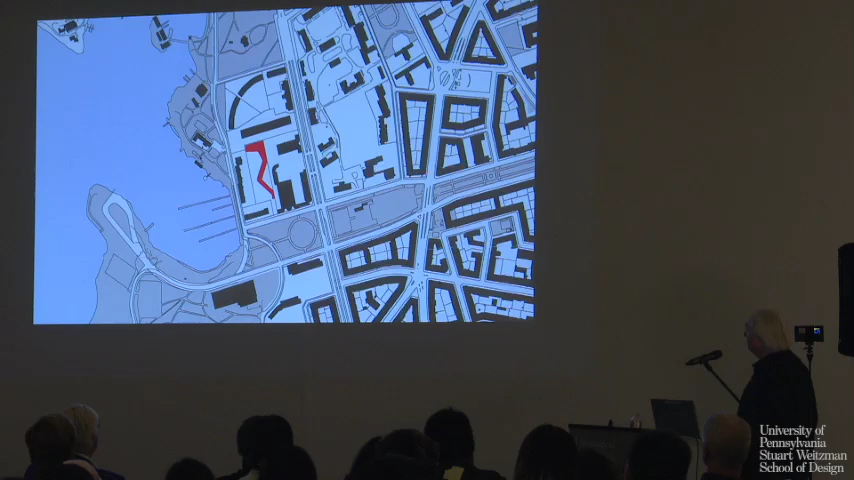 University of
Pennsylvania
Stuart Weitzman
School of Design